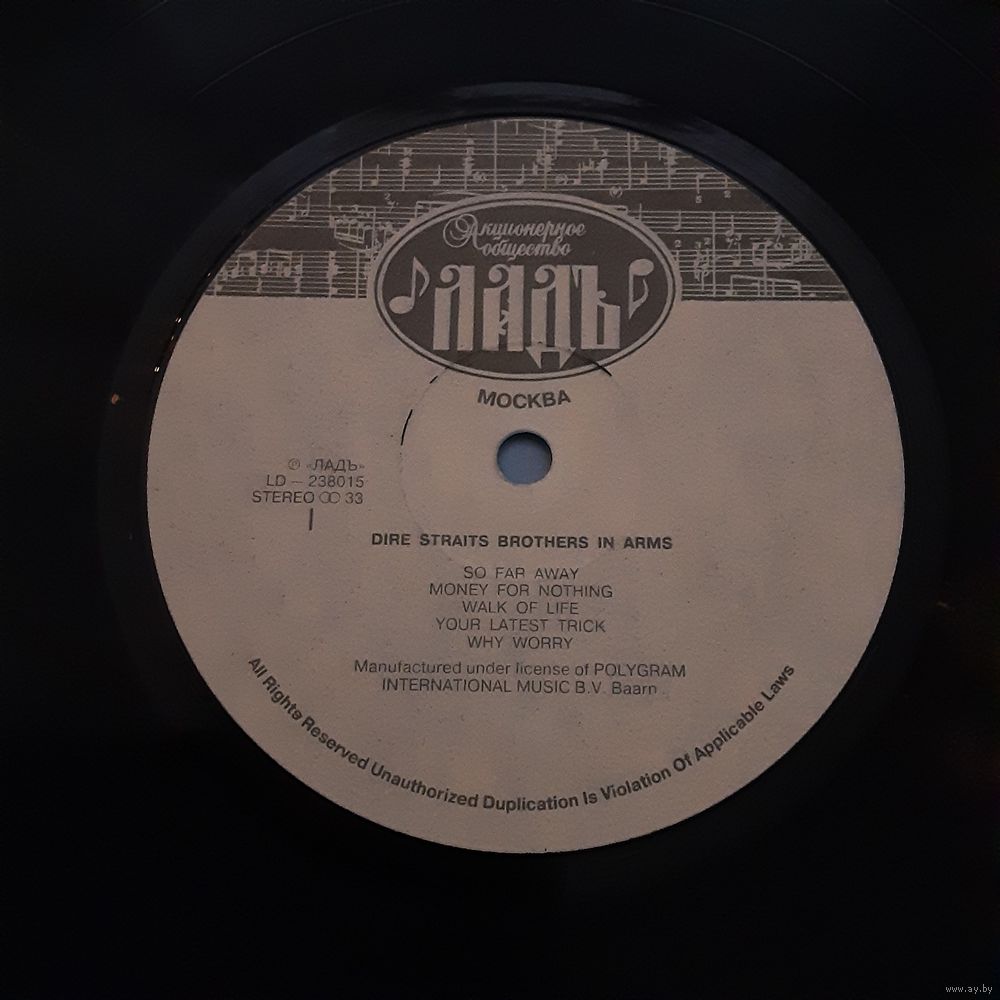 Акционерное
общество
ЛАДЪ
МОСКВА
℗ «ЛАДЪ»
LD – 238015
STEREO ꝏ 33
I
DIRE STRAITS BROTHERS IN ARMS
SO FAR AWAY
MONEY FOR NOTHING
WALK OF LIFE
YOUR LATEST TRICK
WHY WORRY
Manufactured under license of POLYGRAM
INTERNATIONAL MUSIC B.V. Baarn
All Rights Reserved Unauthorized Duplication Is Violation Of Applicable Laws
www.ay.by